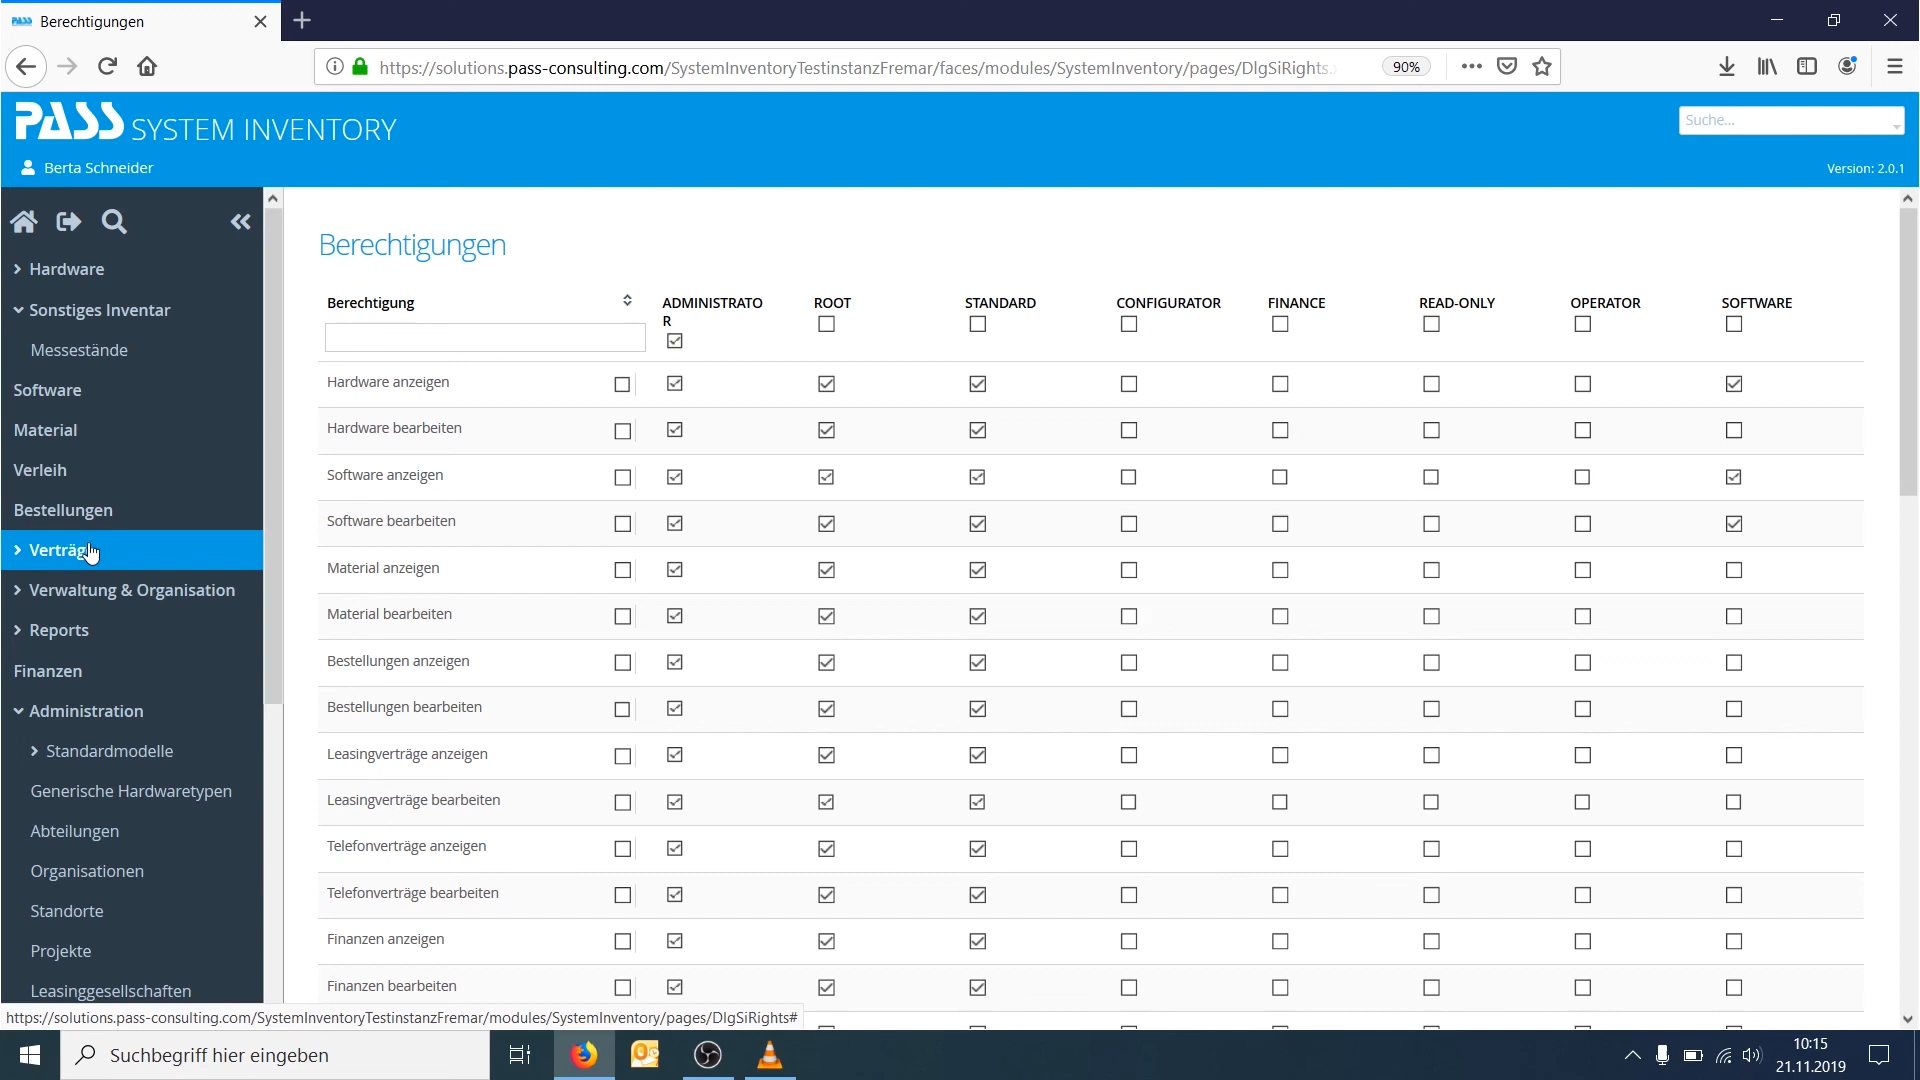 PASS Berechtigungen
https://solutions.pass-consulting.com/SystemInventoryTestinstanzFremar/faces/modules/SystemInventory/pages/DlgSiRights.
90%
PASS SYSTEM INVENTORY
Suche...
Berta Schneider
Version: 2.0.1
Hardware
Sonstiges Inventar
Messestände
Software
Material
Verleih
Bestellungen
Verträg
Verwaltung & Organisation
Reports
Finanzen
Administration
Standardmodelle
Generische Hardwaretypen
Abteilungen
Organisationen
Standorte
Projekte
Leasinggesellschaften
Berechtigungen
Berechtigung ADMINISTRATO ROOT STANDARD CONFIGURATOR FINANCE READ-ONLY OPERATOR SOFTWARE
R
Hardware anzeigen
Hardware bearbeiten
Software anzeigen
Software bearbeiten
Material anzeigen
Material bearbeiten
Bestellungen anzeigen
Bestellungen bearbeiten
Leasingverträge anzeigen
Leasingverträge bearbeiten
Telefonverträge anzeigen
Telefonverträge bearbeiten
Finanzen anzeigen
Finanzen bearbeiten
https://solutions.pass-consulting.com/SystemInventoryTestinstanzFremar/modules/SystemInventory/pages/DlgSiRights#
Suchbegriff hier eingeben
10:15
21.11.2019